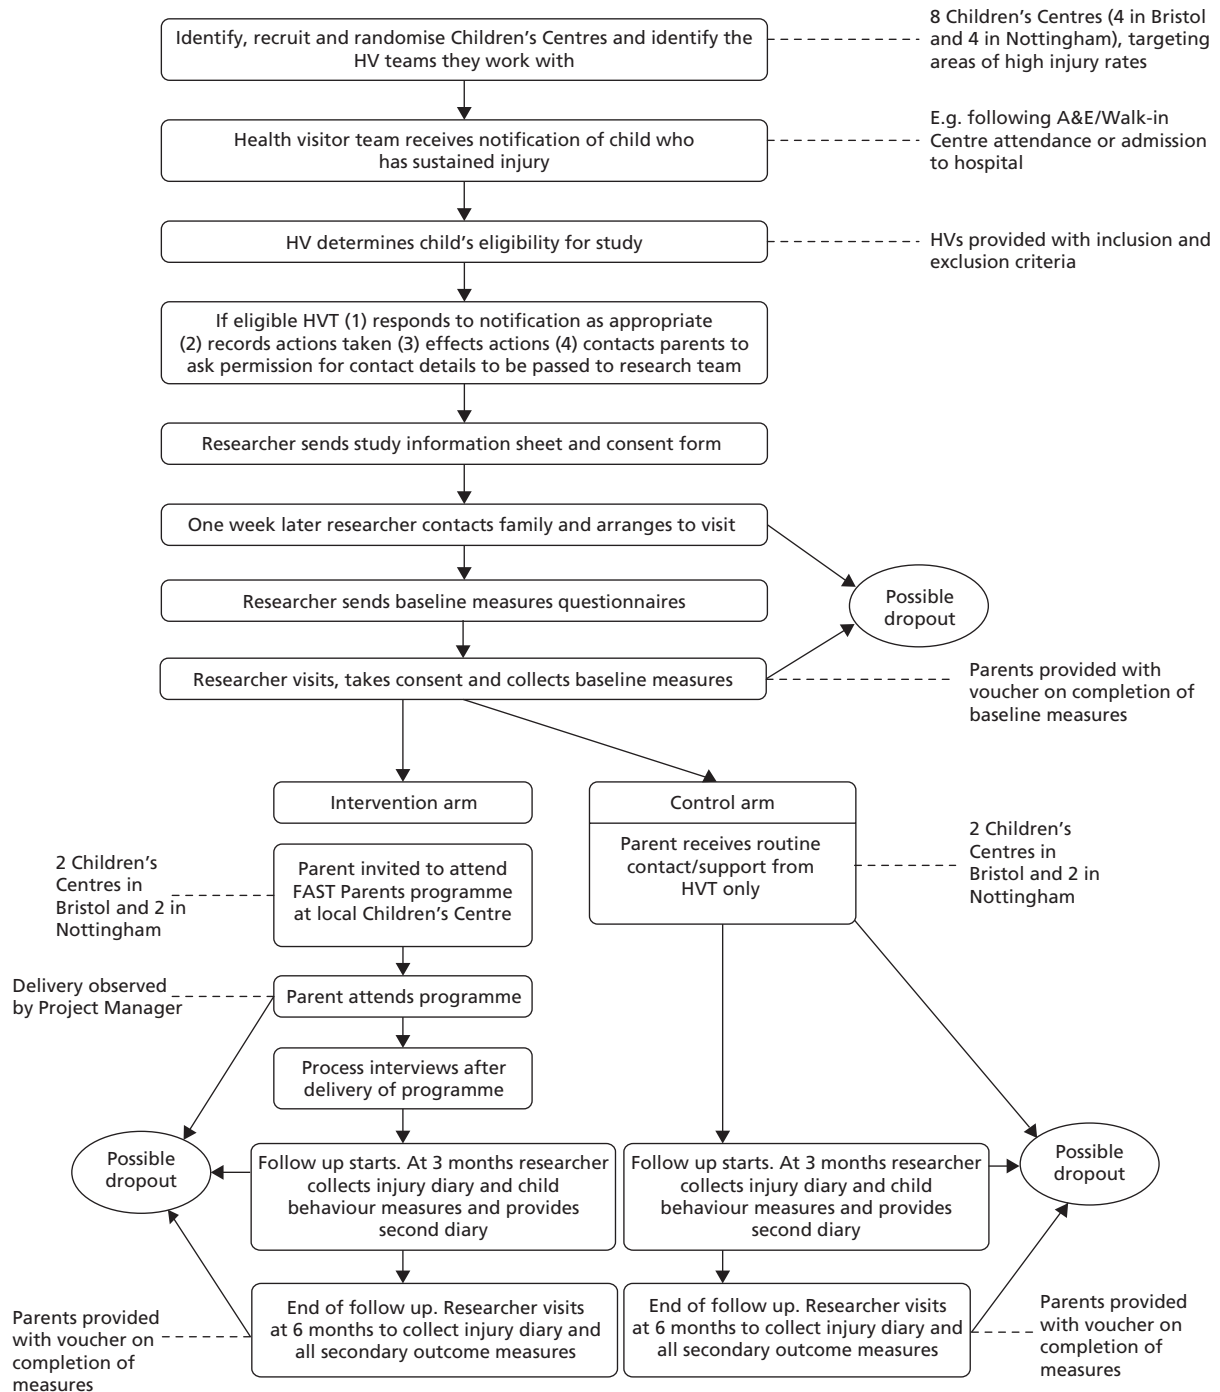 Identify, recruit and randomise Children's Centres and identify the
HV teams they work with
8 Children's Centres (4 in Bristol
and 4 in Nottingham), targeting
areas of high injury rates
Health visitor team receives notification of child who
has sustained injury
E.g. following A&E/Walk-in
Centre attendance or admission
to hospital
HV determines child's eligibility for study
HVs provided with inclusion and
exclusion criteria
If eligible HVT (1) responds to notification as appropriate
(2) records actions taken (3) effects actions (4) contacts parents to
ask permission for contact details to be passed to research team
Researcher sends study information sheet and consent form
One week later researcher contacts family and arranges to visit
Possible
dropout
Researcher sends baseline measures questionnaires
Researcher visits, takes consent and collects baseline measures
Parents provided with
voucher on completion of
baseline measures
Intervention arm
Control arm
2 Children's
Centres in
Bristol and 2 in
Nottingham
Parent invited to attend
FAST Parents programme
at local Children's Centre
Parent receives routine
contact/support from
HVT only
2 Children's
Centres in
Bristol and 2 in
Nottingham
Delivery observed
by Project Manager
Parent attends programme
Process interviews after
delivery of programme
Possible
dropout
Follow up starts. At 3 months researcher
collects injury diary and child
behaviour measures and provides
second diary
Follow up starts. At 3 months researcher
collects injury diary and child
behaviour measures and provides
second diary
Possible
dropout
Parents provided
with voucher on
completion of
measures
End of follow up. Researcher visits
at 6 months to collect injury diary and
all secondary outcome measures
End of follow up. Researcher visits
at 6 months to collect injury diary and
all secondary outcome measures
Parents provided
with voucher on
completion of
measures